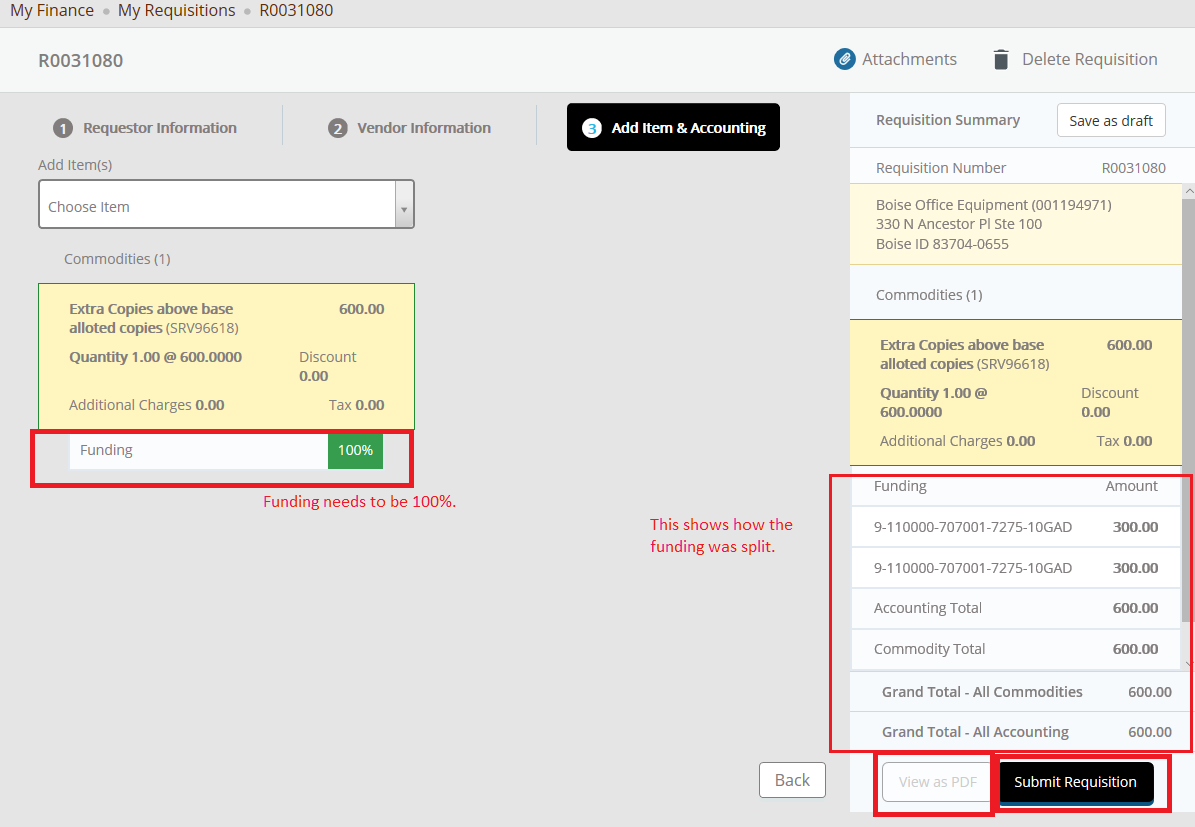 My Finance • My Requisitions • R0031080
R0031080
Attachments
Delete Requisition
1 Requestor Information
2 Vendor Information
3 Add Item & Accounting
Add Item(s)
Choose Item
Commodities (1)
Extra Copies above base 600.00
alloted copies (SRV96618)
Quantity 1.00 @ 600.0000 Discount
0.00
Additional Charges 0.00 Tax 0.00
Funding 100%
Funding needs to be 100%.
This shows how the
funding was split.
Back
Requisition Summary Save as draft
Requisition Number R0031080
Boise Office Equipment (001194971)
330 N Ancestor Pl Ste 100
Boise ID 83704-0655
Commodities (1)
Extra Copies above base 600.00
alloted copies (SRV96618)
Quantity 1.00 @ Discount
600.0000 0.00
Additional Charges 0.00 Tax 0.00
Funding Amount
9-110000-707001-7275-10GAD 300.00
9-110000-707001-7275-10GAD 300.00
Accounting Total 600.00
Commodity Total 600.00
Grand Total - All Commodities 600.00
Grand Total - All Accounting 600.00
View as PDF Submit Requisition